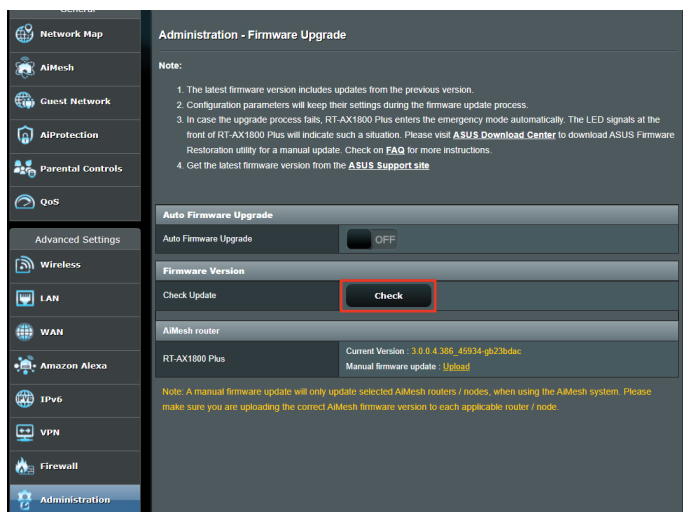 General
Network Map
AiMesh
Guest Network
AiProtection
Parental Controls
QoS
Advanced Settings
Wireless
LAN
WAN
Amazon Alexa
IPv6
VPN
Firewall
Administration
Administration - Firmware Upgrade
Note:
1. The latest firmware version includes updates from the previous version.
2. Configuration parameters will keep their settings during the firmware update process.
3. In case the upgrade process fails, RT-AX1800 Plus enters the emergency mode automatically. The LED signals at the
front of RT-AX1800 Plus will indicate such a situation. Please visit ASUS Download Center to download ASUS Firmware
Restoration utility for a manual update. Check on FAQ for more instructions.
4. Get the latest firmware version from the ASUS Support site
Auto Firmware Upgrade
Auto Firmware Upgrade OFF
Firmware Version
Check Update Check
AiMesh router
RT-AX1800 Plus
Current Version : 3.0.0.4.386_45934-gb23bdac
Manual firmware update : Upload
Note: A manual firmware update will only update selected AiMesh routers / nodes, when using the AiMesh system. Please
make sure you are uploading the correct AiMesh firmware version to each applicable router / node.